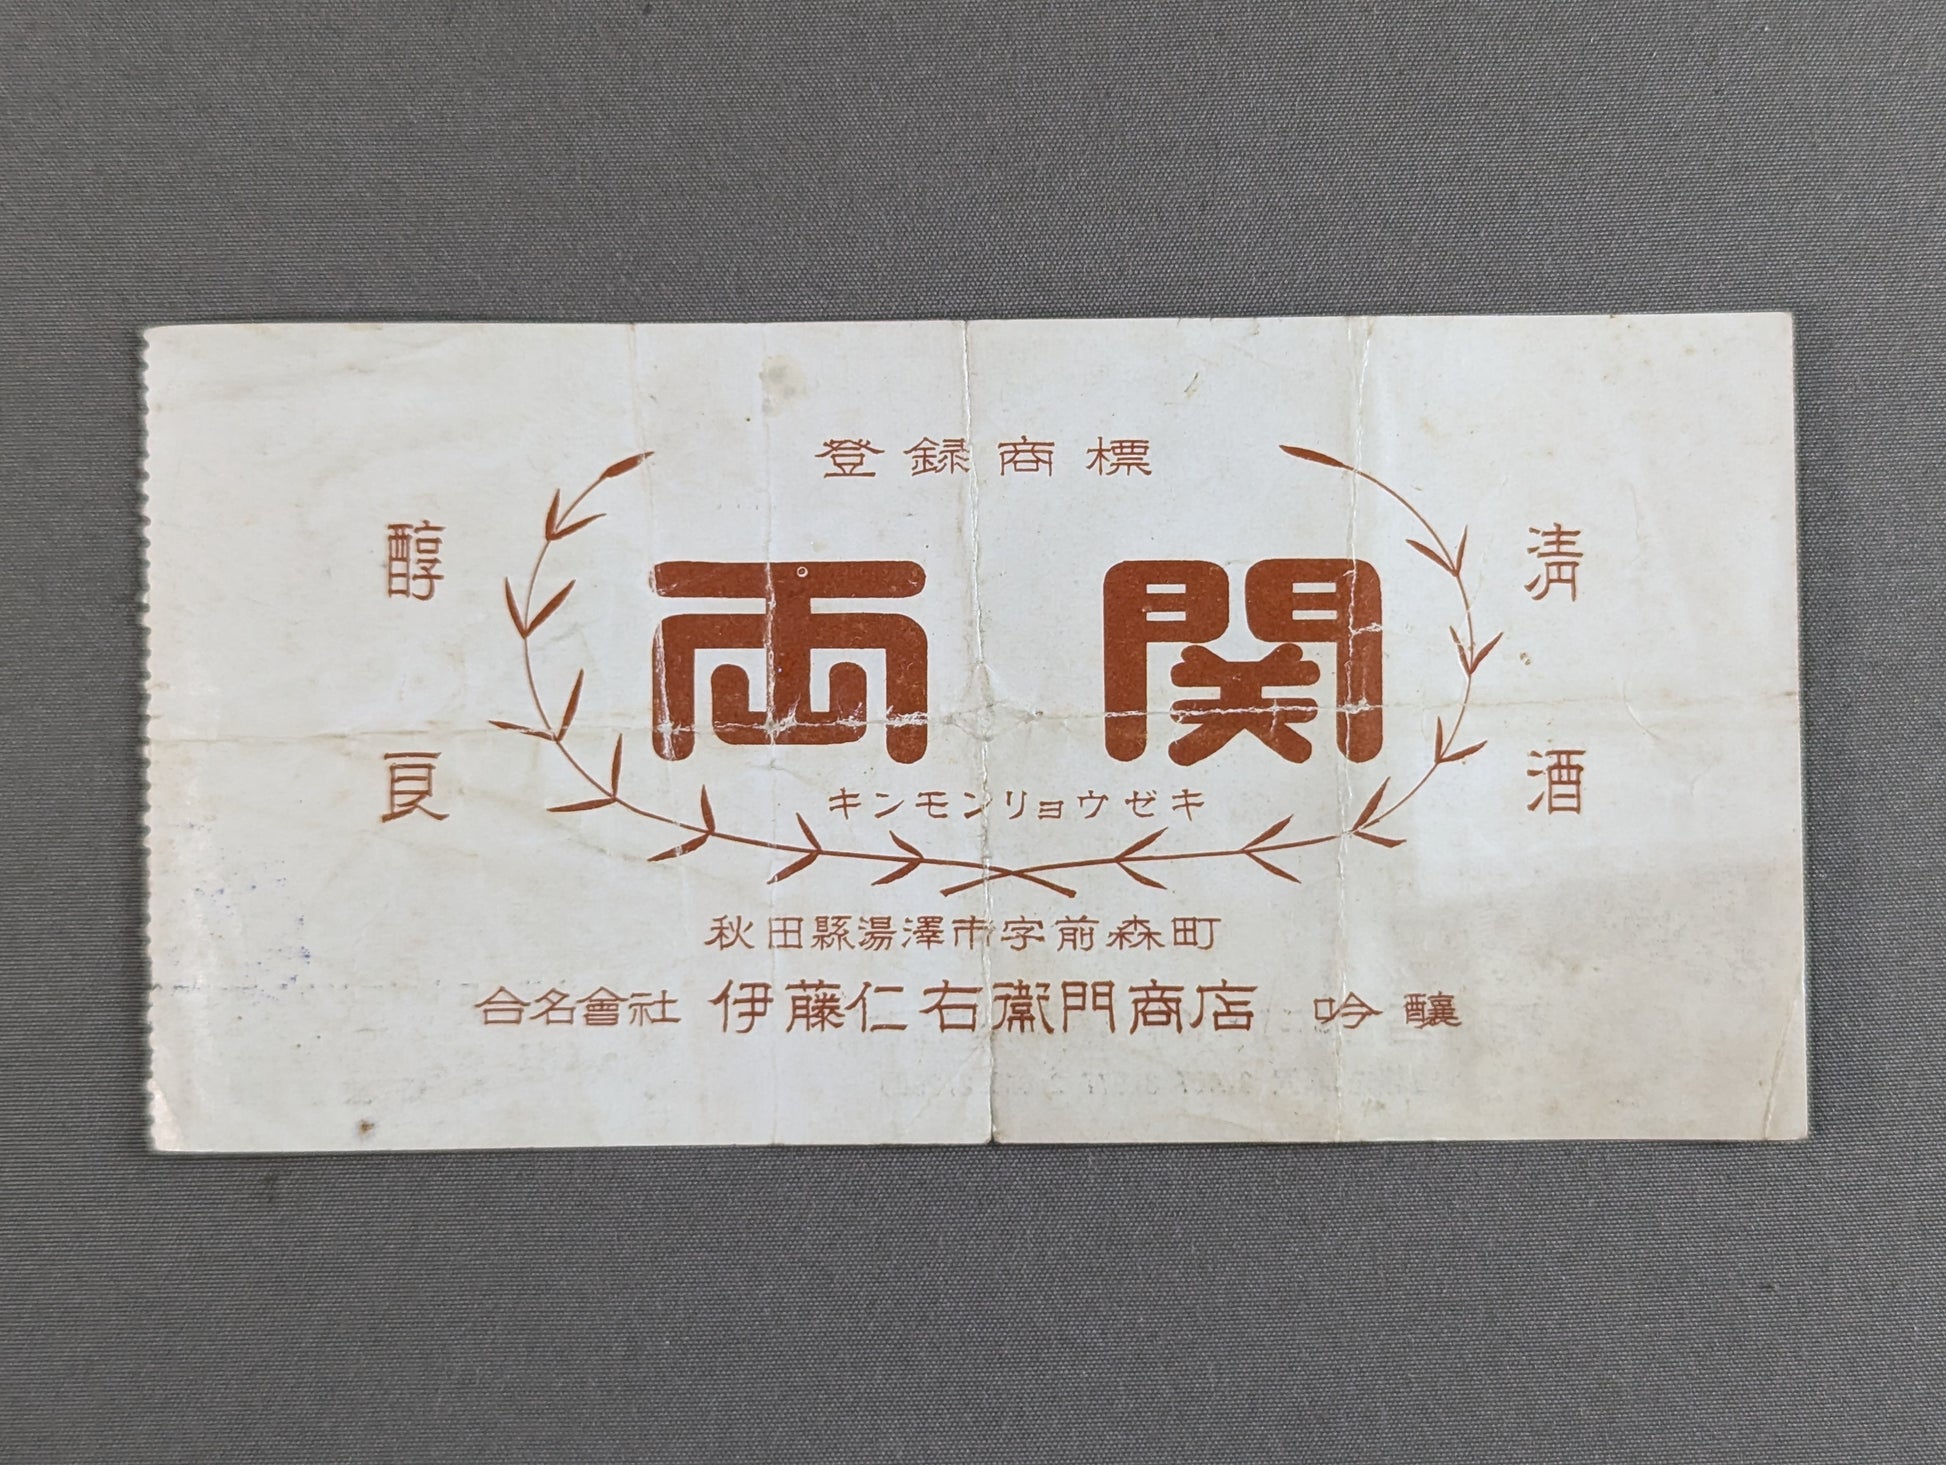 登録商標
両関
キンモンリョウゼキ
清酒
醇良
秋田縣湯澤市字前森町
合名會社 伊藤仁右衛門商店 吟釀